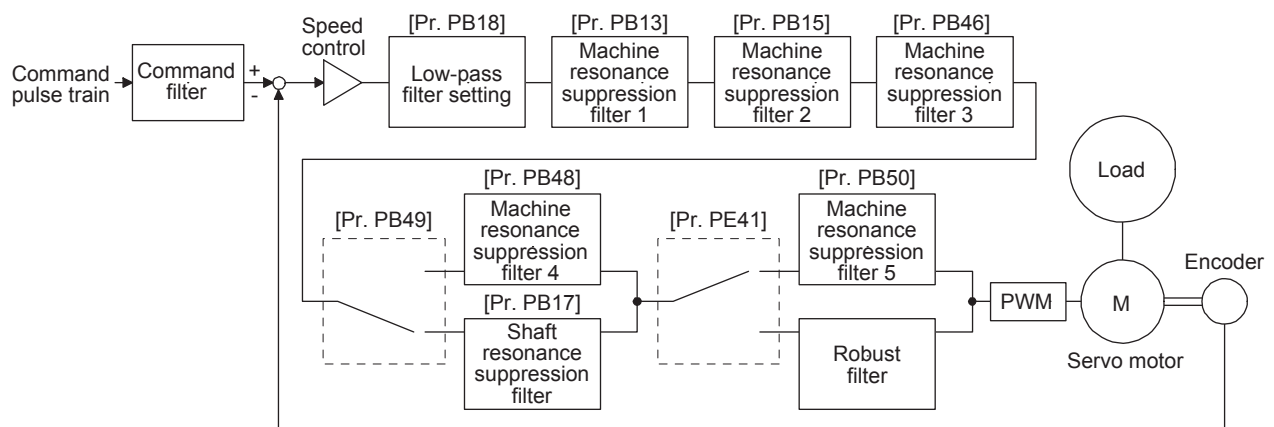 Command
pulse train
Command
filter
+
-
Speed
control
[Pr. PB18]
Low-pass
filter setting
[Pr. PB13]
Machine
resonance
suppression
filter 1
[Pr. PB15]
Machine
resonance
suppression
filter 2
[Pr. PB46]
Machine
resonance
suppression
filter 3
[Pr. PB49]
[Pr. PB48]
Machine
resonance
suppression
filter 4
[Pr. PB17]
Shaft
resonance
suppression
filter
[Pr. PE41]
[Pr. PB50]
Machine
resonance
suppression
filter 5
Robust
filter
PWM
Load
M
Servo motor
Encoder